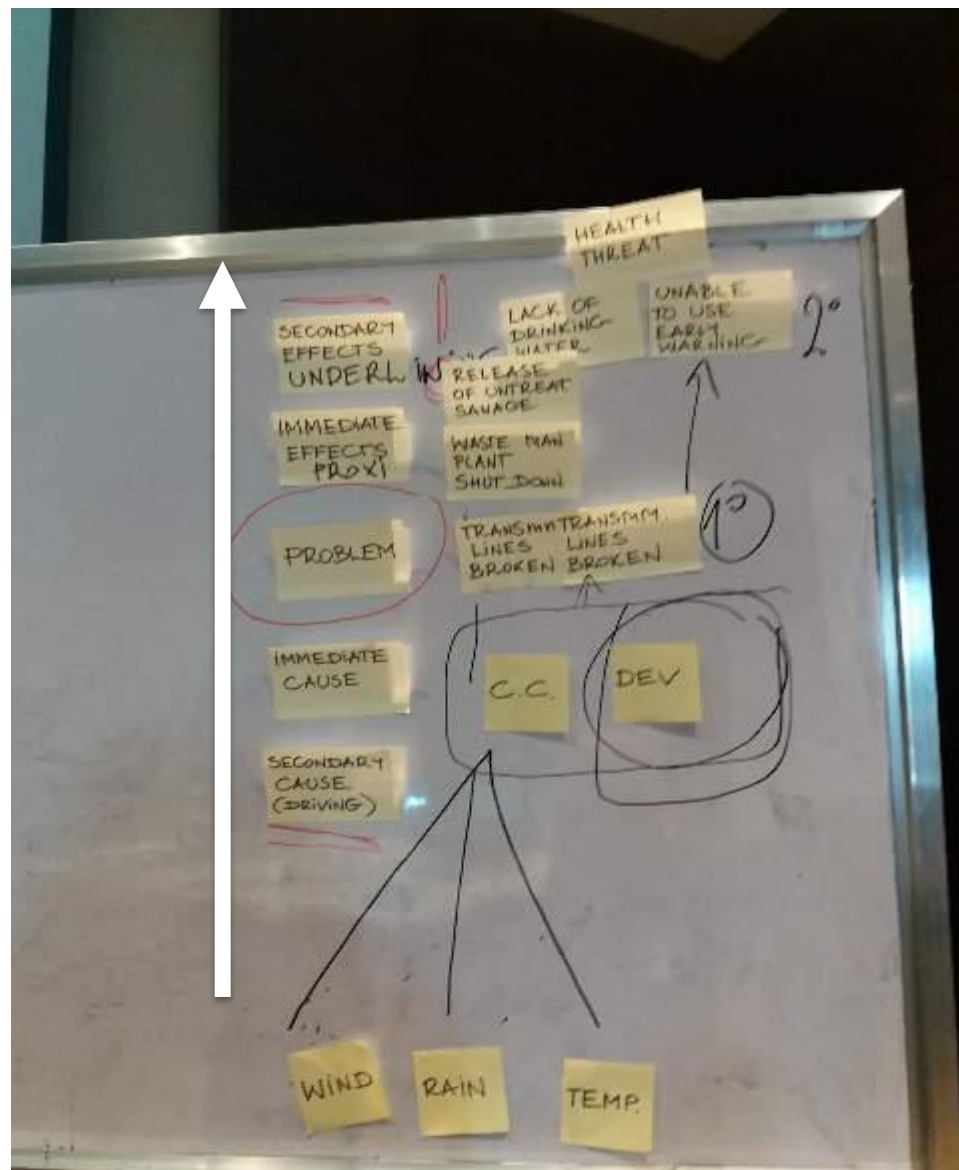 HEALTH
THREAT
SECONDARY
EFFECTS
UNDERL
LACK OF
DRINKING
WATER
UNABLE
TO USE
EARLY
WARNING
2°
RELEASE
OF UNTREAT
SAVAGE
IMMEDIATE
EFFECTS
PROXI
WASTE MAN
PLANT
SHUT DOWN
PROBLEM
TRANSMM
LINES
BROKEN
TRANSMM.
LINES
BROKEN
1°
IMMEDIATE
CAUSE
C.C.
DEV
SECONDARY
CAUSE
(DRIVING)
WIND
RAIN
TEMP.